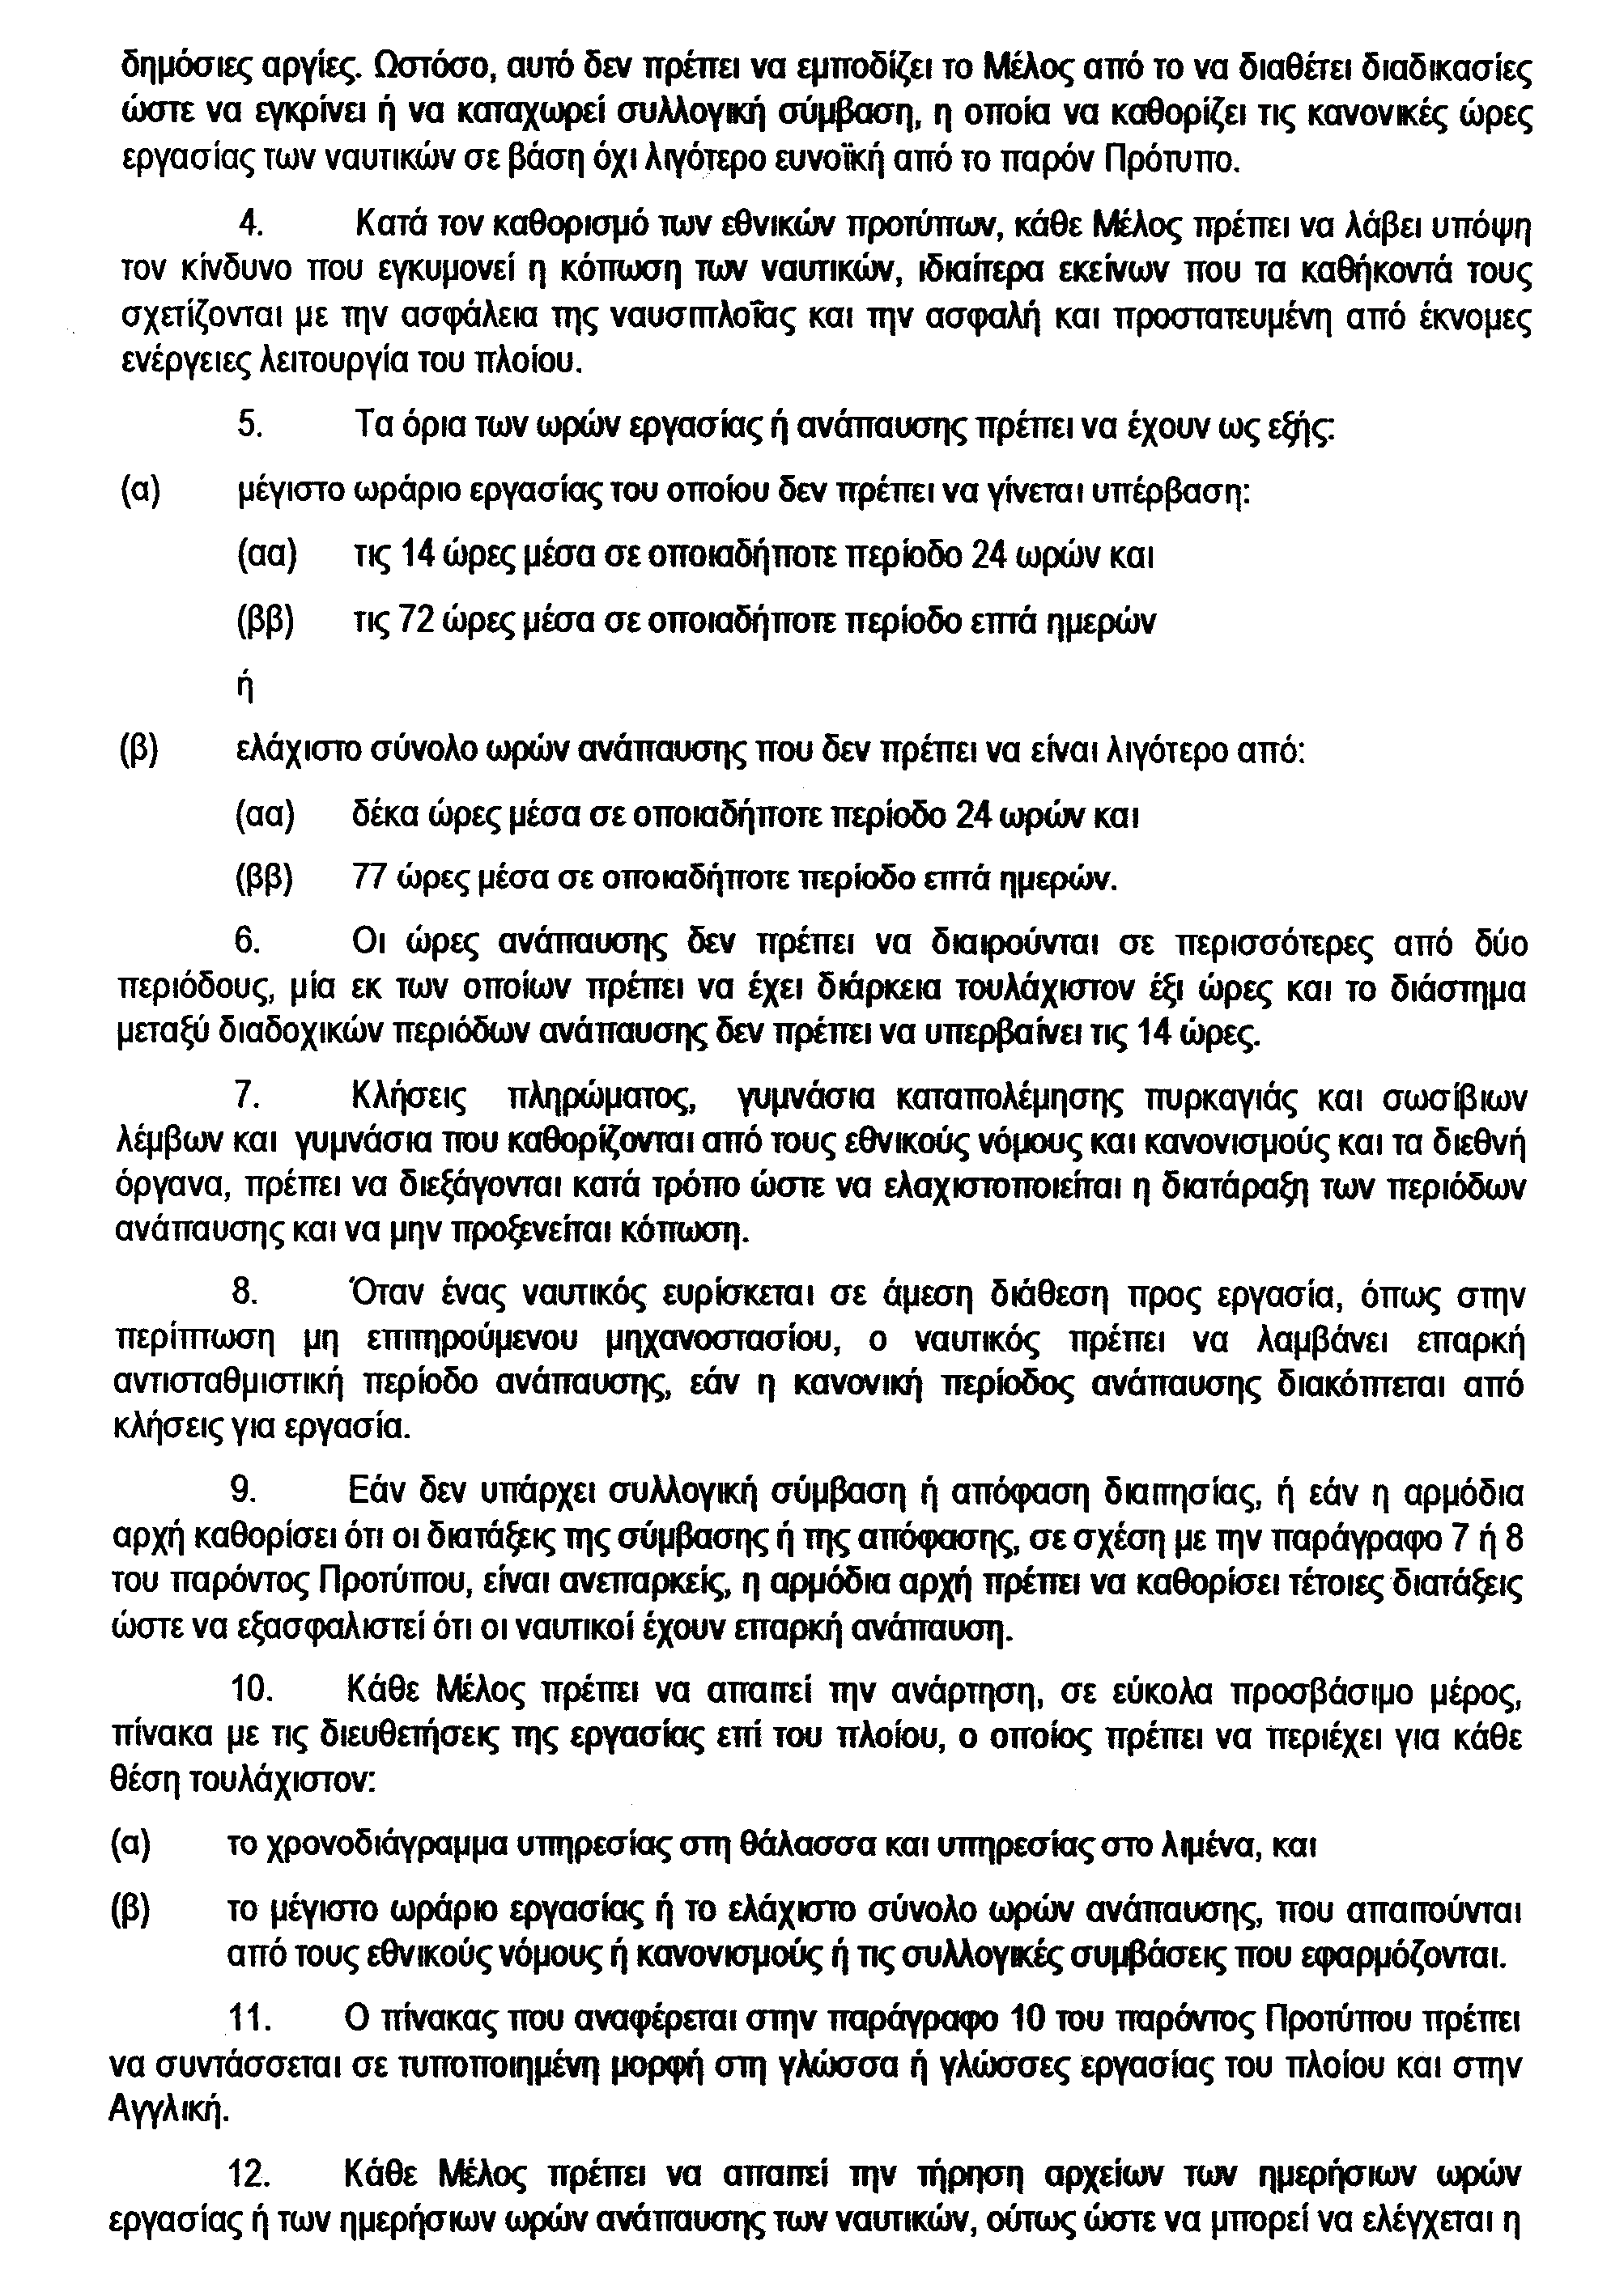 δημόσιες αργίες. Ωστόσο, αυτό δεν πρέπει να εμποδίζει το Μέλος από το να διαθέτει διαδικασίες
ώστε να εγκρίνει ή να καταχωρεί συλλογική σύμβαση, η οποία να καθορίζει τις κανονικές ώρες
εργασίας των ναυτικών σε βάση όχι λιγότερο ευνοϊκή από το παρόν Πρότυπο.
4. Κατά τον καθορισμό των εθνικών προτύπων, κάθε Μέλος πρέπει να λάβει υπόψη
τον κίνδυνο που εγκυμονεί η κόπωση των ναυτικών, ιδιαίτερα εκείνων που τα καθήκοντά τους
σχετίζονται με την ασφάλεια της ναυσιπλοΐας και την ασφαλή και προστατευμένη από έκνομες
ενέργειες λειτουργία του πλοίου.
5. Τα όρια των ωρών εργασίας ή ανάπαυσης πρέπει να έχουν ως εξής:
(α) μέγιστο ωράριο εργασίας του οποίου δεν πρέπει να γίνεται υπέρβαση:
(αα) τις 14 ώρες μέσα σε οποιαδήποτε περίοδο 24 ωρών και
(ββ) τις 72 ώρες μέσα σε οποιαδήποτε περίοδο επτά ημερών
ή
(β) ελάχιστο σύνολο ωρών ανάπαυσης που δεν πρέπει να είναι λιγότερο από:
(αα) δέκα ώρες μέσα σε οποιαδήποτε περίοδο 24 ωρών και
(ββ) 77 ώρες μέσα σε οποιαδήποτε περίοδο επτά ημερών.
6. Οι ώρες ανάπαυσης δεν πρέπει να διαιρούνται σε περισσότερες από δύο
περιόδους, μία εκ των οποίων πρέπει να έχει διάρκεια τουλάχιστον έξι ώρες και το διάστημα
μεταξύ διαδοχικών περιόδων ανάπαυσης δεν πρέπει να υπερβαίνει τις 14 ώρες.
7. Κλήσεις πληρώματος, γυμνάσια καταπολέμησης πυρκαγιάς και σωσίβιων
λέμβων και γυμνάσια που καθορίζονται από τους εθνικούς νόμους και κανονισμούς και τα διεθνή
όργανα, πρέπει να διεξάγονται κατά τρόπο ώστε να ελαχιστοποιείται η διατάραξη των περιόδων
ανάπαυσης και να μην προξενείται κόπωση.
8. Όταν ένας ναυτικός ευρίσκεται σε άμεση διάθεση προς εργασία, όπως στην
περίπτωση μη επιτηρούμενου μηχανοστασίου, ο ναυτικός πρέπει να λαμβάνει επαρκή
αντισταθμιστική περίοδο ανάπαυσης, εάν η κανονική περίοδος ανάπαυσης διακόπτεται από
κλήσεις για εργασία.
9. Εάν δεν υπάρχει συλλογική σύμβαση ή απόφαση διαιτησίας, ή εάν η αρμόδια
αρχή καθορίσει ότι οι διατάξεις της σύμβασης ή της απόφασης, σε σχέση με την παράγραφο 7 ή 8
του παρόντος Προτύπου, είναι ανεπαρκείς, η αρμόδια αρχή πρέπει να καθορίσει τέτοιες διατάξεις
ώστε να εξασφαλιστεί ότι οι ναυτικοί έχουν επαρκή ανάπαυση.
10. Κάθε Μέλος πρέπει να απαιτεί την ανάρτηση, σε εύκολα προσβάσιμο μέρος,
πίνακα με τις διευθετήσεις της εργασίας επί του πλοίου, ο οποίος πρέπει να περιέχει για κάθε
θέση τουλάχιστον:
(α) το χρονοδιάγραμμα υπηρεσίας στη θάλασσα και υπηρεσίας στο λιμένα, και
(β) το μέγιστο ωράριο εργασίας ή το ελάχιστο σύνολο ωρών ανάπαυσης, που απαιτούνται
από τους εθνικούς νόμους ή κανονισμούς ή τις συλλογικές συμβάσεις που εφαρμόζονται.
11. Ο πίνακας που αναφέρεται στην παράγραφο 10 του παρόντος Προτύπου πρέπει
να συντάσσεται σε τυποποιημένη μορφή στη γλώσσα ή γλώσσες εργασίας του πλοίου και στην
Αγγλική.
12. Κάθε Μέλος πρέπει να απαιτεί την τήρηση αρχείων των ημερήσιων ωρών
εργασίας ή των ημερήσιων ωρών ανάπαυσης των ναυτικών, ούτως ώστε να μπορεί να ελέγχεται η